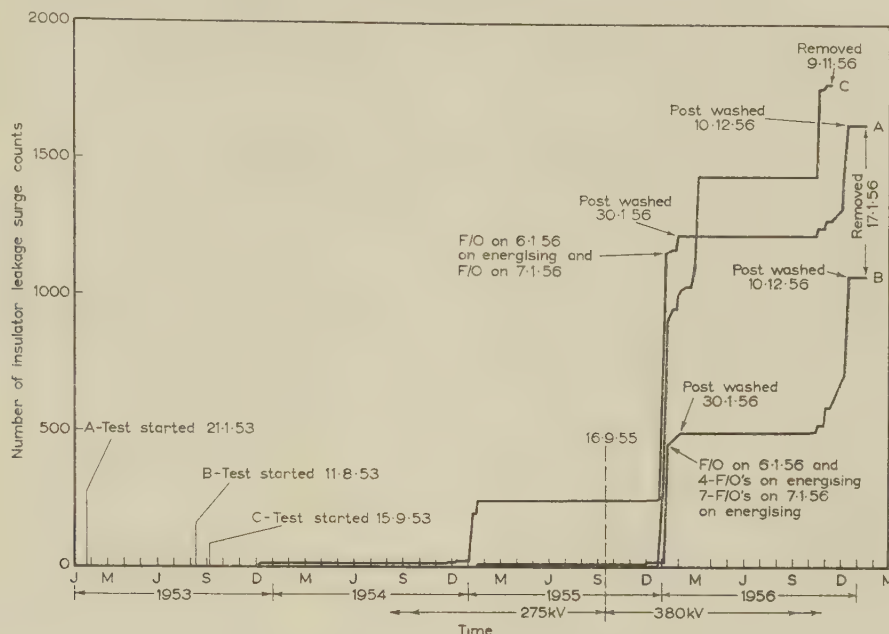 2000
1500
1000
500
0
Number of insulator leakage surge counts
Removed
9·11·56
C
Post washed
10·12·56
A
Removed
17·1·56
Post washed
30·1·56
F/O on 6·1·56
on energising and
F/O on 7·1·56
Post washed
10·12·56
B
Post washed
30·1·56
16·9·55
F/O on 6·1·56 and
4-F/O's on energising
7-F/O's on 7·1·56
on energising
A-Test started 21·1·53
B-Test started 11·8·53
C-Test started 15·9·53
J M J S D M J S D M J S D M J S D M
1953 1954 1955 1956
275kV 380kV
Time